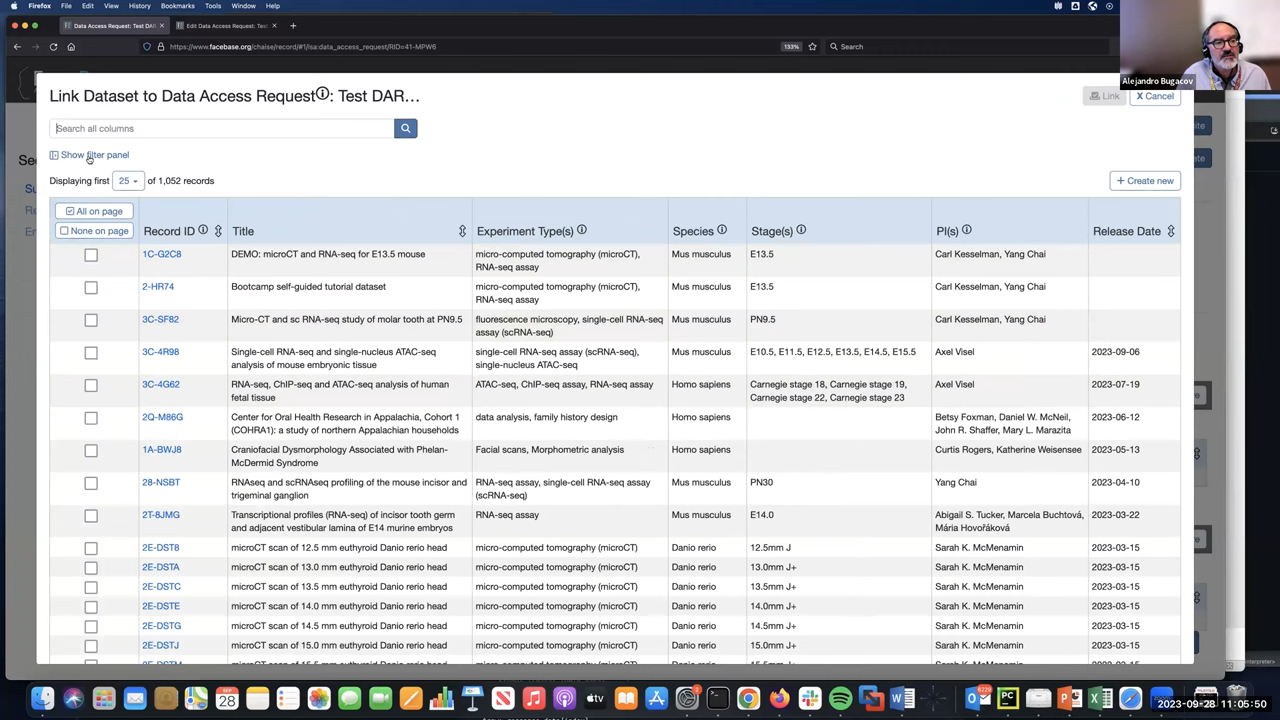 Firefox File Edit View History Bookmarks Tools Window Help
Data Access Request: Test DAR
Edit Data Access Request: Test
https://www.facebase.org/chaise/record/#1/isa:data_access_request/RID=41-MPW6
133%
Search
Alejandro Bugacov
Link Dataset to Data Access Request: Test DAR…
Link
X Cancel
Search all columns
Show filter panel
Displaying first 25 of 1,052 records
+ Create new
All on page
None on page
Record ID Title Experiment Type(s) Species Stage(s) PI(s) Release Date
1C-G2C8 DEMO: microCT and RNA-seq for E13.5 mouse micro-computed tomography (microCT), Mus musculus E13.5 Carl Kesselman, Yang Chai
RNA-seq assay
2-HR74 Bootcamp self-guided tutorial dataset micro-computed tomography (microCT), Mus musculus E13.5 Carl Kesselman, Yang Chai
RNA-seq assay
3C-SF82 Micro-CT and sc RNA-seq study of molar tooth at PN9.5 fluorescence microscopy, single-cell RNA-seq Mus musculus PN9.5 Carl Kesselman, Yang Chai
assay (scRNA-seq)
3C-4R98 Single-cell RNA-seq and single-nucleus ATAC-seq single-cell RNA-seq assay (scRNA-seq), Mus musculus E10.5, E11.5, E12.5, E13.5, E14.5, E15.5 Axel Visel 2023-09-06
analysis of mouse embryonic tissue single-nucleus ATAC-seq
3C-4G62 RNA-seq, ChIP-seq and ATAC-seq analysis of human ATAC-seq, ChIP-seq assay, RNA-seq assay Homo sapiens Carnegie stage 18, Carnegie stage 19, Axel Visel 2023-07-19
fetal tissue Carnegie stage 22, Carnegie stage 23
2Q-M86G Center for Oral Health Research in Appalachia, Cohort 1 data analysis, family history design Homo sapiens Betsy Foxman, Daniel W. McNeil, 2023-06-12
(COHRA1): a study of northern Appalachian households John R. Shaffer, Mary L. Marazita
1A-BWJ8 Craniofacial Dysmorphology Associated with Phelan- Facial scans, Morphometric analysis Homo sapiens Curtis Rogers, Katherine Weisensee 2023-05-13
McDermid Syndrome
28-NSBT RNAseq and scRNAseq profiling of the mouse incisor and RNA-seq assay, single-cell RNA-seq assay Mus musculus PN30 Yang Chai 2023-04-10
trigeminal ganglion (scRNA-seq)
2T-8JMG Transcriptional profiles (RNA-seq) of incisor tooth germ RNA-seq assay Mus musculus E14.0 Abigail S. Tucker, Marcela Buchtová, 2023-03-22
and adjacent vestibular lamina of E14 murine embryos Mária Hovořáková
2E-DST8 microCT scan of 12.5 mm euthyroid Danio rerio head micro-computed tomography (microCT) Danio rerio 12.5mm J Sarah K. McMenamin 2023-03-15
2E-DSTA microCT scan of 13.0 mm euthyroid Danio rerio head micro-computed tomography (microCT) Danio rerio 13.0mm J+ Sarah K. McMenamin 2023-03-15
2E-DSTC microCT scan of 13.5 mm euthyroid Danio rerio head micro-computed tomography (microCT) Danio rerio 13.5mm J+ Sarah K. McMenamin 2023-03-15
2E-DSTE microCT scan of 14.0 mm euthyroid Danio rerio head micro-computed tomography (microCT) Danio rerio 14.0mm J+ Sarah K. McMenamin 2023-03-15
2E-DSTG microCT scan of 14.5 mm euthyroid Danio rerio head micro-computed tomography (microCT) Danio rerio 14.5mm J+ Sarah K. McMenamin 2023-03-15
2E-DSTJ microCT scan of 15.0 mm euthyroid Danio rerio head micro-computed tomography (microCT) Danio rerio 15.0mm J+ Sarah K. McMenamin 2023-03-15
SEP
28
tv
PC
2023-09-28 11:05:50